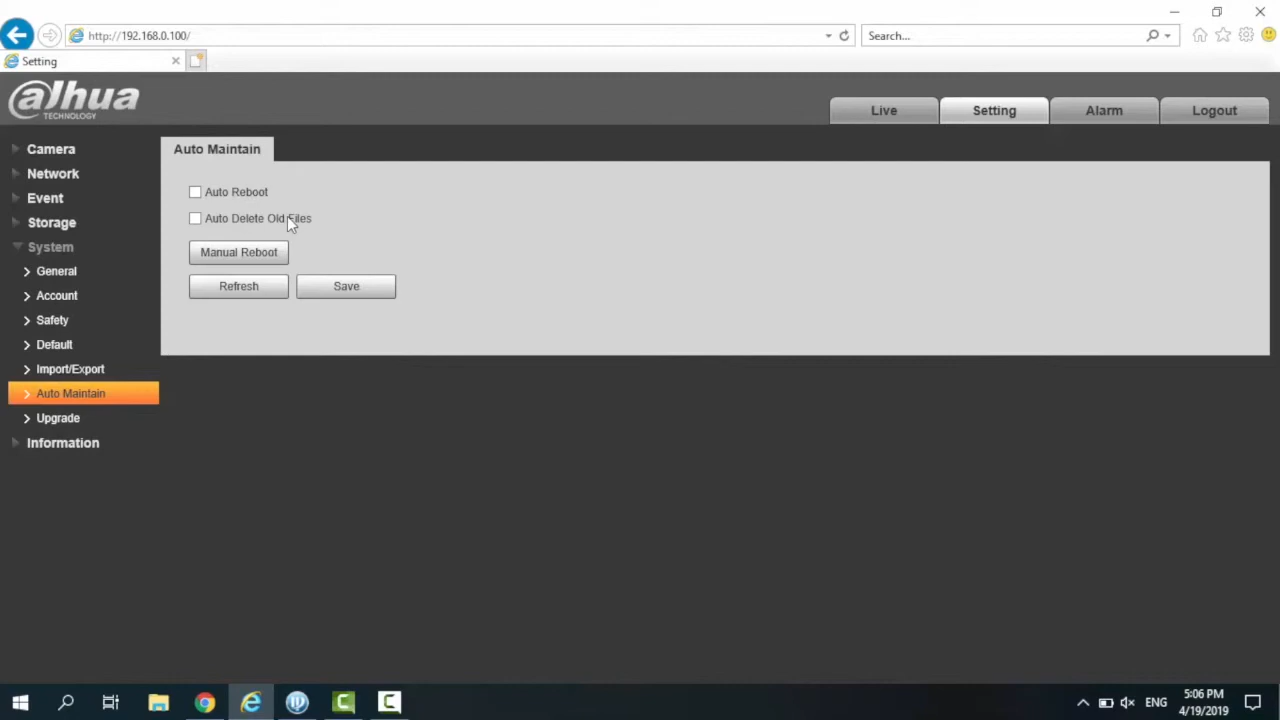 http://192.168.0.100/
Search...
Setting
alhua
TECHNOLOGY
Live
Setting
Alarm
Logout
Camera
Network
Event
Storage
System
General
Account
Safety
Default
Import/Export
Auto Maintain
Upgrade
Information
Auto Maintain
Auto Reboot
Auto Delete Old Files
Manual Reboot
Refresh
Save
ENG
5:06 PM
4/19/2019